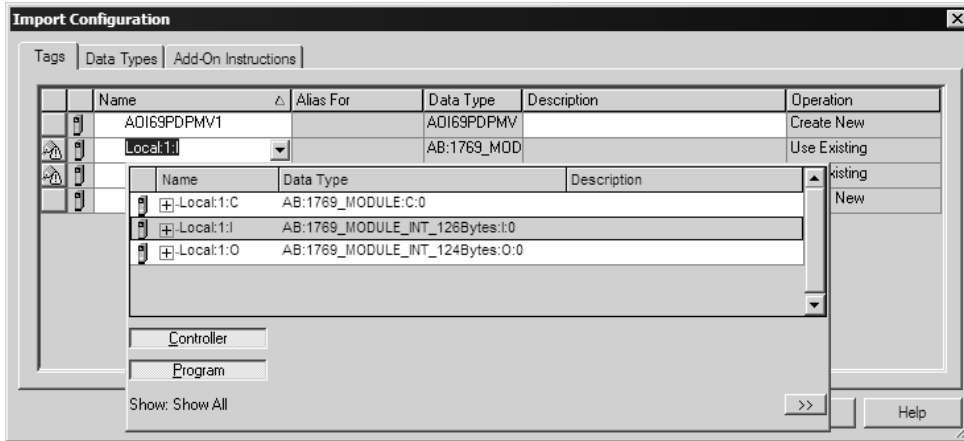 Import Configuration
Tags Data Types Add-On Instructions
Name Alias For Data Type Description Operation
AOI69PDPMV1 AOI69PDPMV Create New
Local:1:I AB:1769_MOD Use Existing
Existing
New
Name Data Type Description
Local:1:C AB:1769_MODULE:C:0
Local:1:I AB:1769_MODULE_INT_126Bytes:I:0
Local:1:O AB:1769_MODULE_INT_124Bytes:O:0
Controller
Program
Show: Show All >>
Help